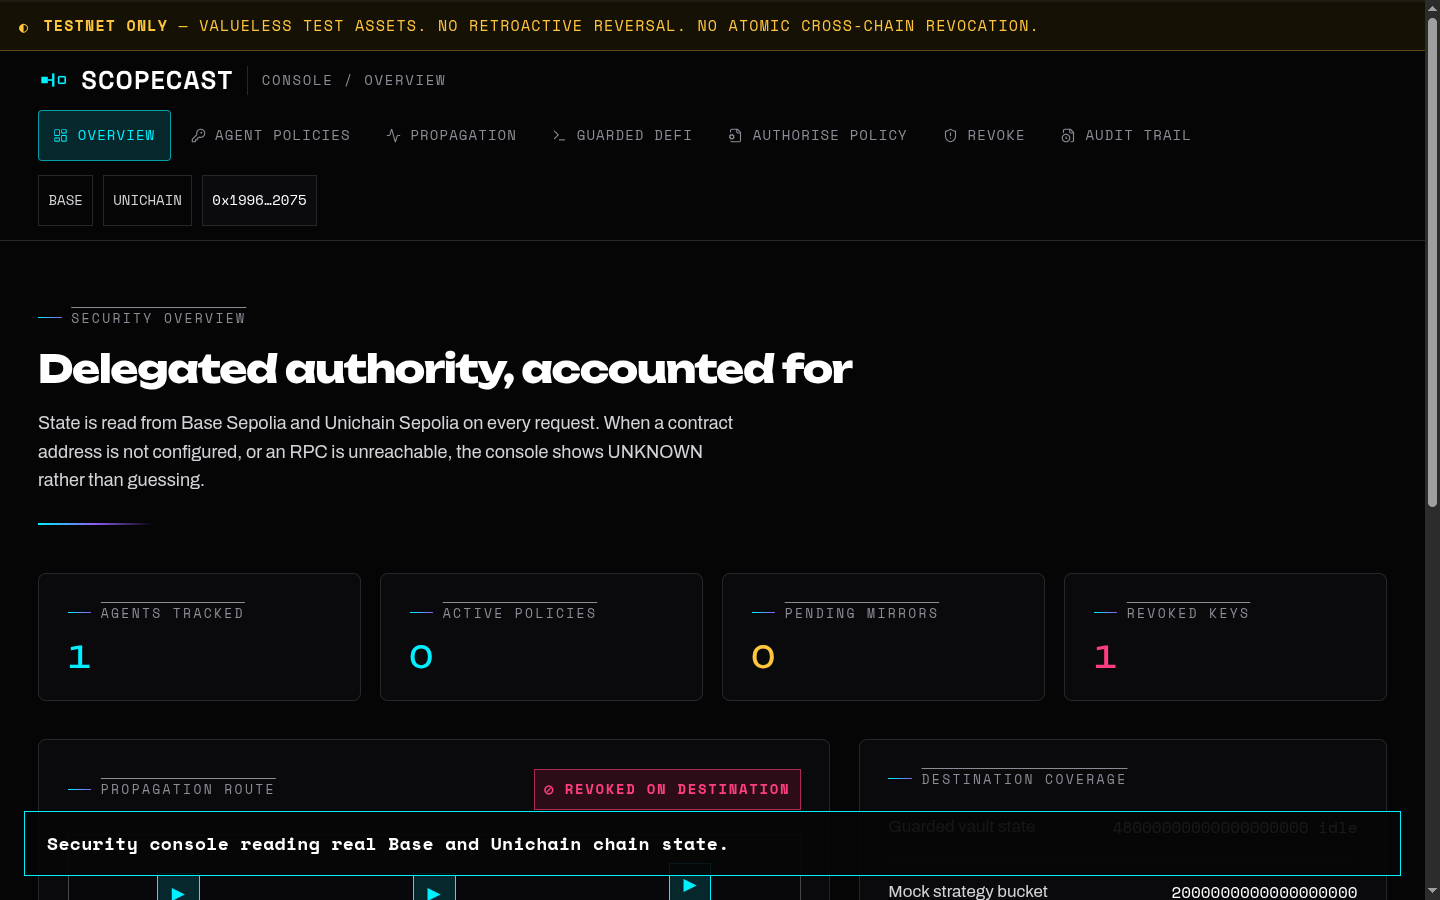 TESTNET ONLY — VALUELESS TEST ASSETS. NO RETROACTIVE REVERSAL. NO ATOMIC CROSS-CHAIN REVOCATION.
SCOPECAST CONSOLE / OVERVIEW
OVERVIEW AGENT POLICIES PROPAGATION GUARDED DEFI AUTHORISE POLICY REVOKE AUDIT TRAIL
BASE UNICHAIN 0x1996…2075
SECURITY OVERVIEW
Delegated authority, accounted for
State is read from Base Sepolia and Unichain Sepolia on every request. When a contract
address is not configured, or an RPC is unreachable, the console shows UNKNOWN
rather than guessing.
AGENTS TRACKED ACTIVE POLICIES PENDING MIRRORS REVOKED KEYS
1 0 0 1
PROPAGATION ROUTE REVOKED ON DESTINATION
DESTINATION COVERAGE
Guarded vault state idle
Security console reading real Base and Unichain chain state.
Mock strategy bucket 2000000000000000000